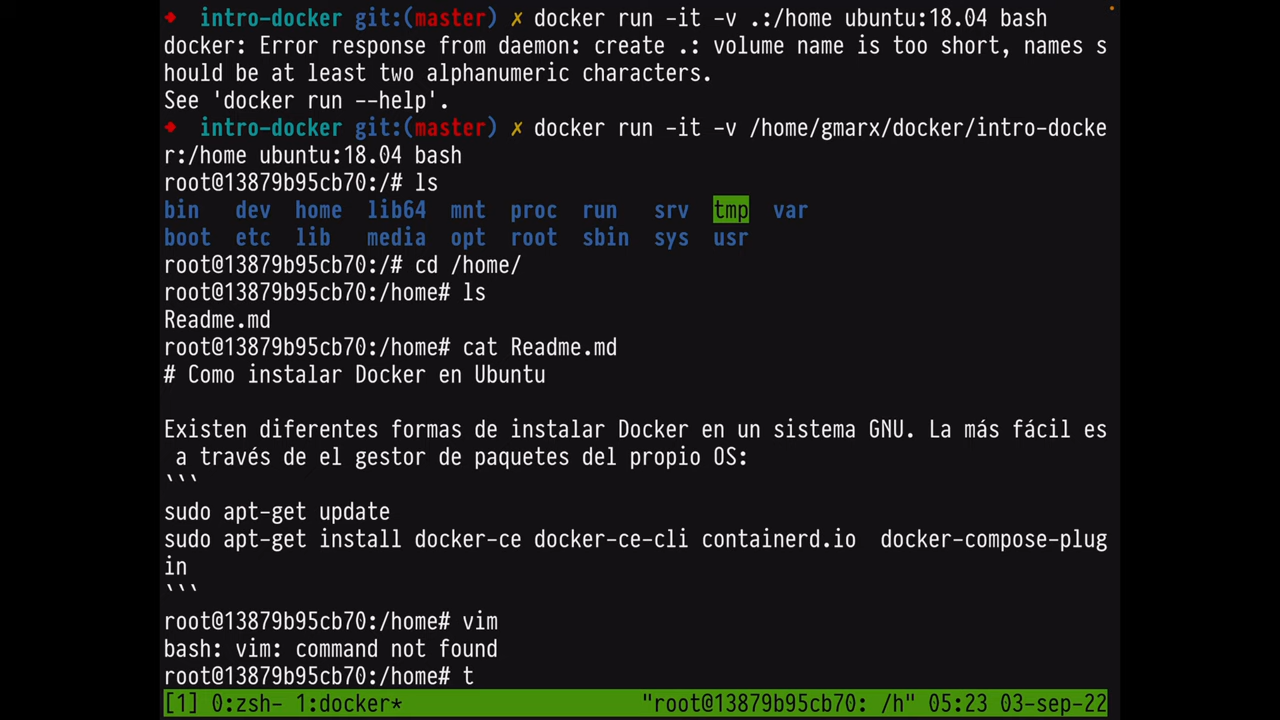 ➜ intro-docker git:(master) ✗ docker run -it -v .:/home ubuntu:18.04 bash
docker: Error response from daemon: create .: volume name is too short, names s
hould be at least two alphanumeric characters.
See 'docker run --help'.
➜ intro-docker git:(master) ✗ docker run -it -v /home/gmarx/docker/intro-docke
r:/home ubuntu:18.04 bash
root@13879b95cb70:/# ls
bin dev home lib64 mnt proc run srv tmp var
boot etc lib media opt root sbin sys usr
root@13879b95cb70:/# cd /home/
root@13879b95cb70:/home# ls
Readme.md
root@13879b95cb70:/home# cat Readme.md
# Como instalar Docker en Ubuntu
Existen diferentes formas de instalar Docker en un sistema GNU. La más fácil es
a través de el gestor de paquetes del propio OS:
```
sudo apt-get update
sudo apt-get install docker-ce docker-ce-cli containerd.io docker-compose-plug
in
```
root@13879b95cb70:/home# vim
bash: vim: command not found
root@13879b95cb70:/home# t
[1] 0:zsh- 1:docker* "root@13879b95cb70: /h" 05:23 03-sep-22